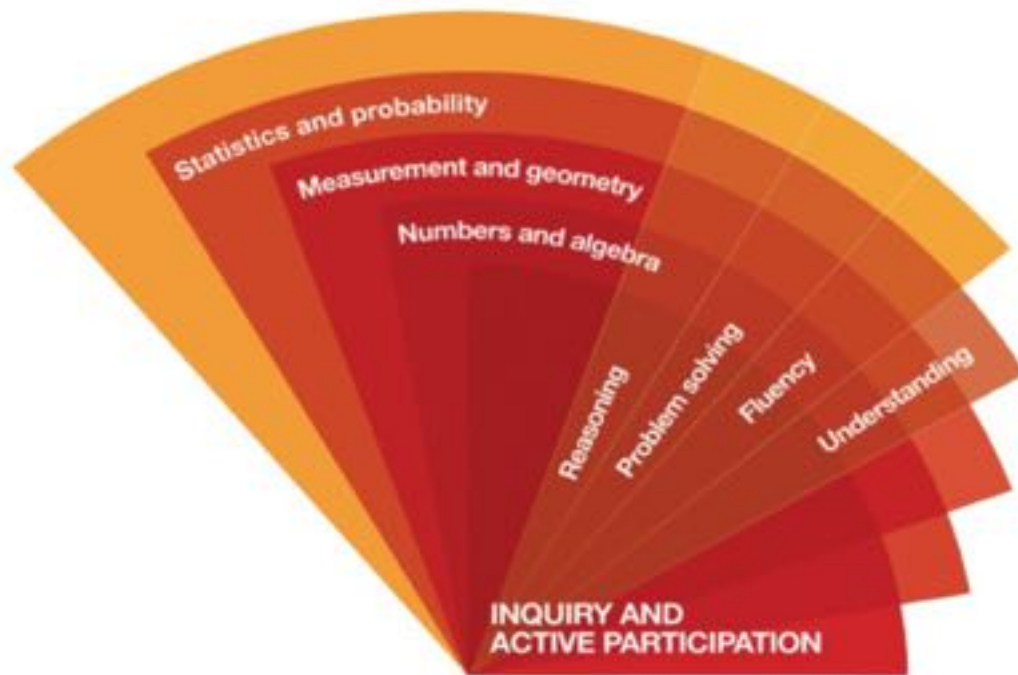 Statistics and probability
Measurement and geometry
Numbers and algebra
Reasoning
Problem solving
Fluency
Understanding
INQUIRY AND
ACTIVE PARTICIPATION